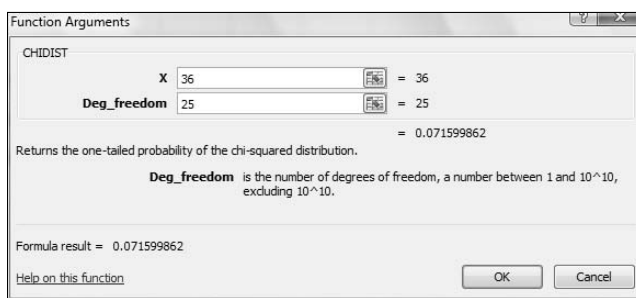 Function Arguments
CHIDIST
X 36 = 36
Deg_freedom 25 = 25
= 0.071599862
Returns the one-tailed probability of the chi-squared distribution.
Deg_freedom is the number of degrees of freedom, a number between 1 and 10^10,
excluding 10^10.
Formula result = 0.071599862
Help on this function OK Cancel